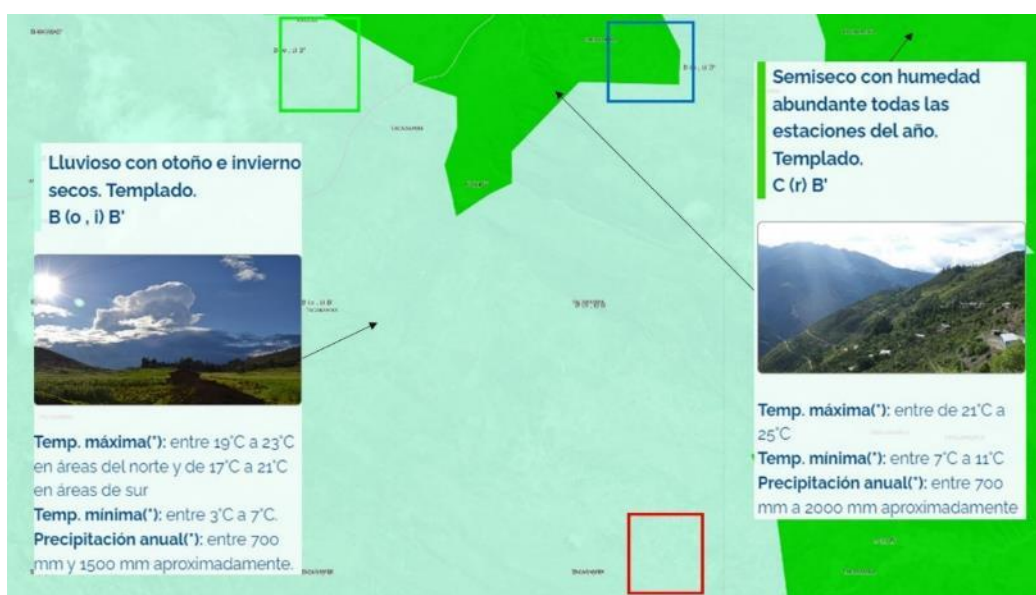 Lluvioso con otoño e invierno
secos. Templado.
B (o , i) B'
Temp. máxima(*): entre 19°C a 23°C
en áreas del norte y de 17°C a 21°C
en áreas de sur
Temp. mínima(*): entre 3°C a 7°C.
Precipitación anual(*): entre 700
mm y 1500 mm aproximadamente.
Semiseco con humedad
abundante todas las
estaciones del año.
Templado.
C (r) B'
Temp. máxima(*): entre de 21°C a
25°C
Temp. mínima(*): entre 7°C a 11°C
Precipitación anual(*): entre 700
mm a 2000 mm aproximadamente